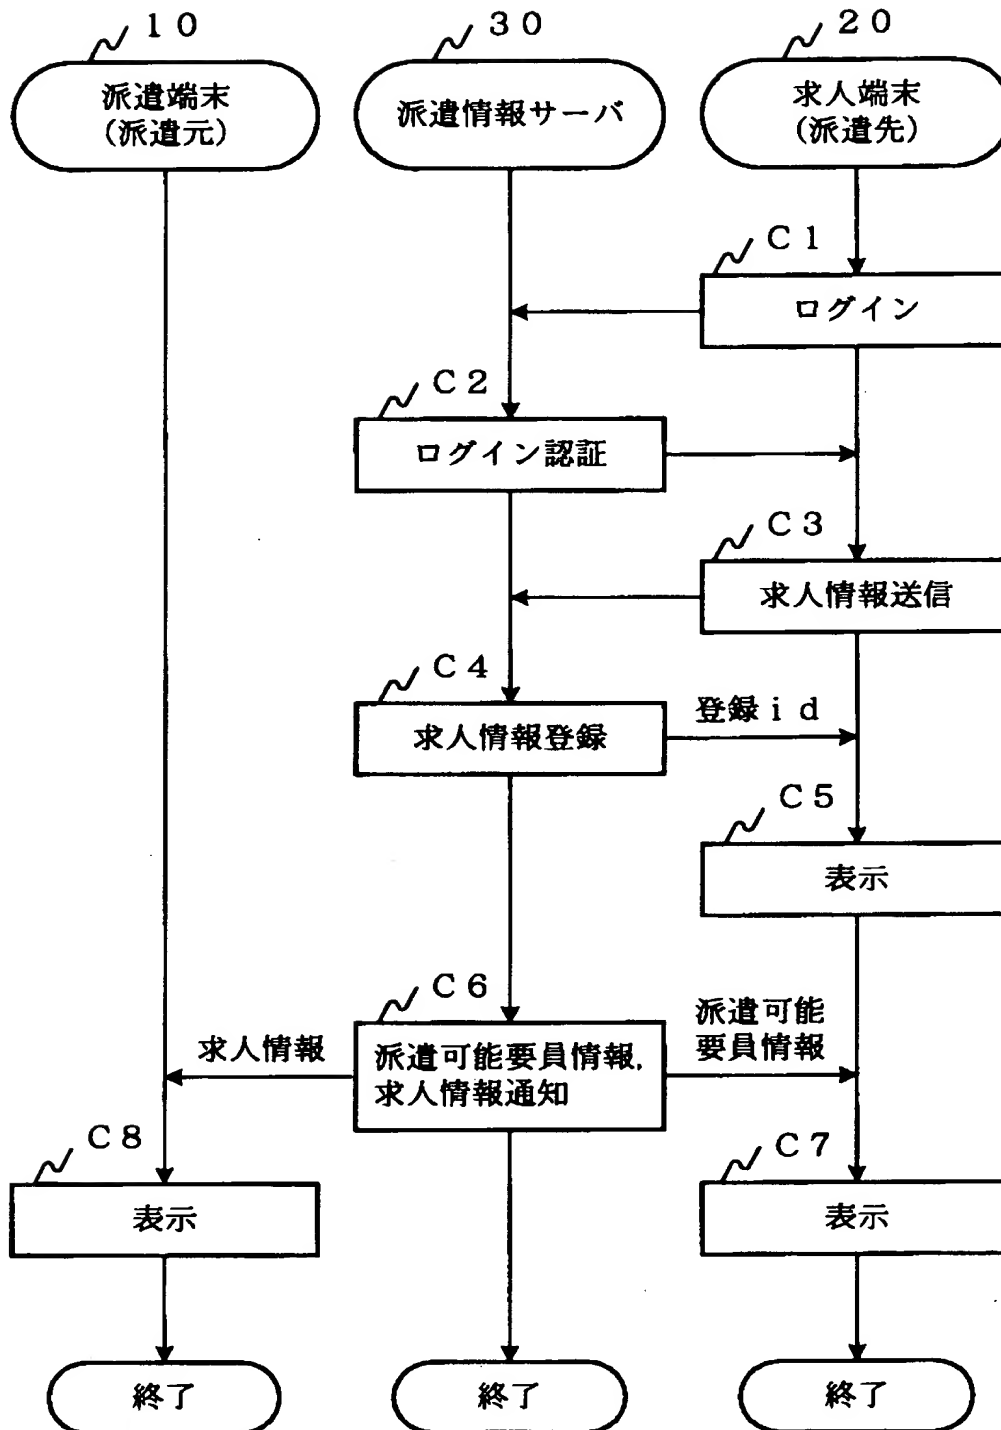 10
30
20
派遣端末
(派遣元)
派遣情報サーバ
求人端末
(派遣先)
C1
ログイン
C2
ログイン認証
C3
求人情報送信
C4
求人情報登録
登録id
C5
表示
C6
派遣可能要員情報,
求人情報通知
求人情報
派遣可能
要員情報
C8
表示
C7
表示
終了
終了
終了